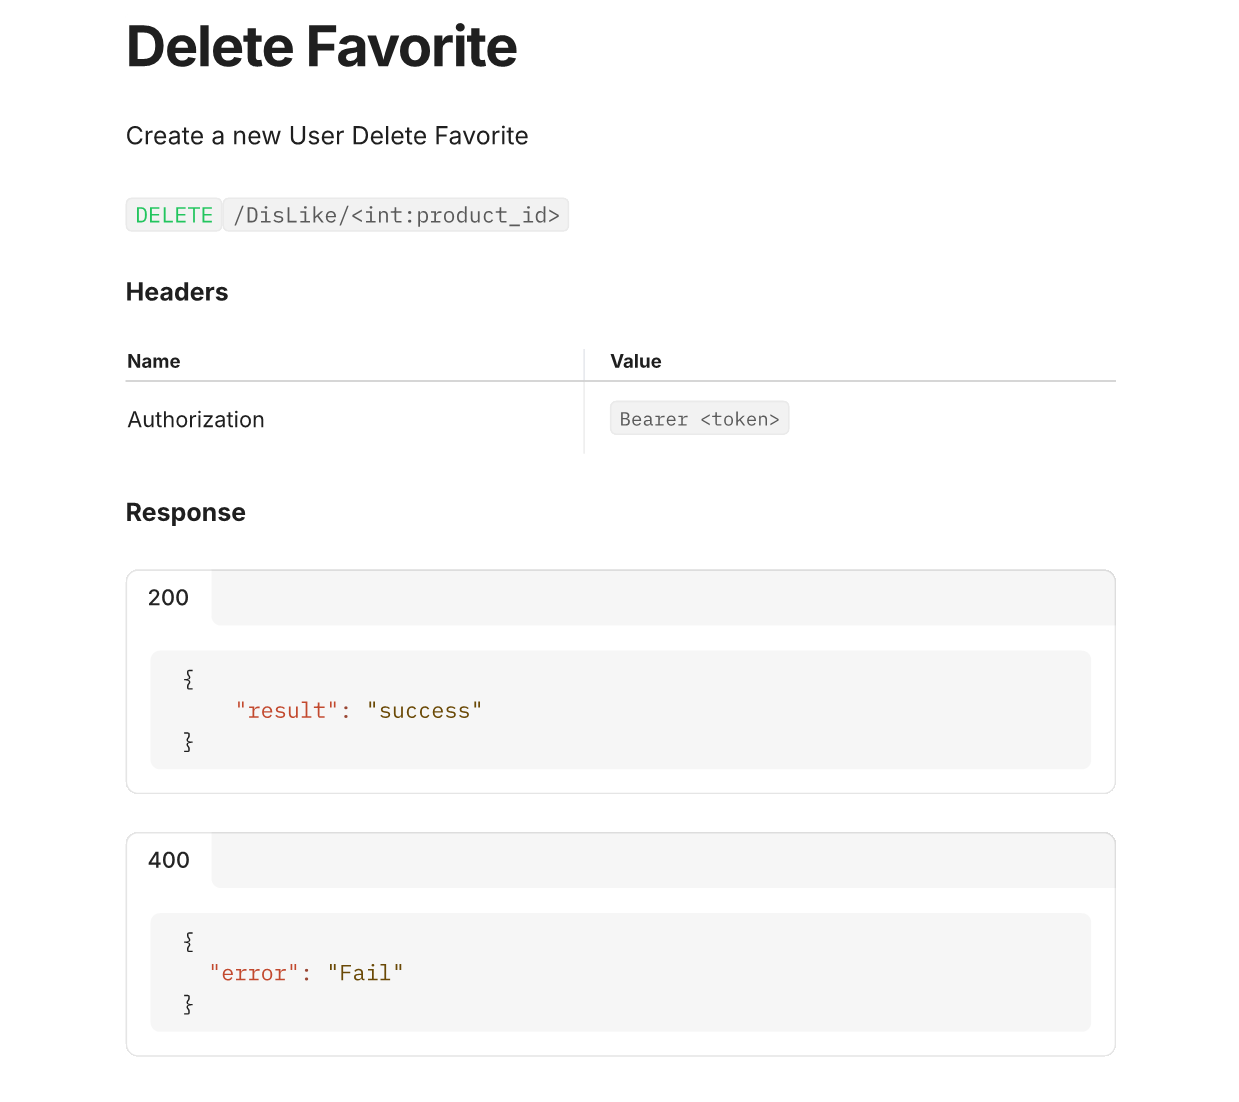 Delete Favorite
Create a new User Delete Favorite
DELETE /DisLike/<int:product_id>
Headers
Name Value
Authorization Bearer <token>
Response
200
{
"result": "success"
}
400
{
"error": "Fail"
}